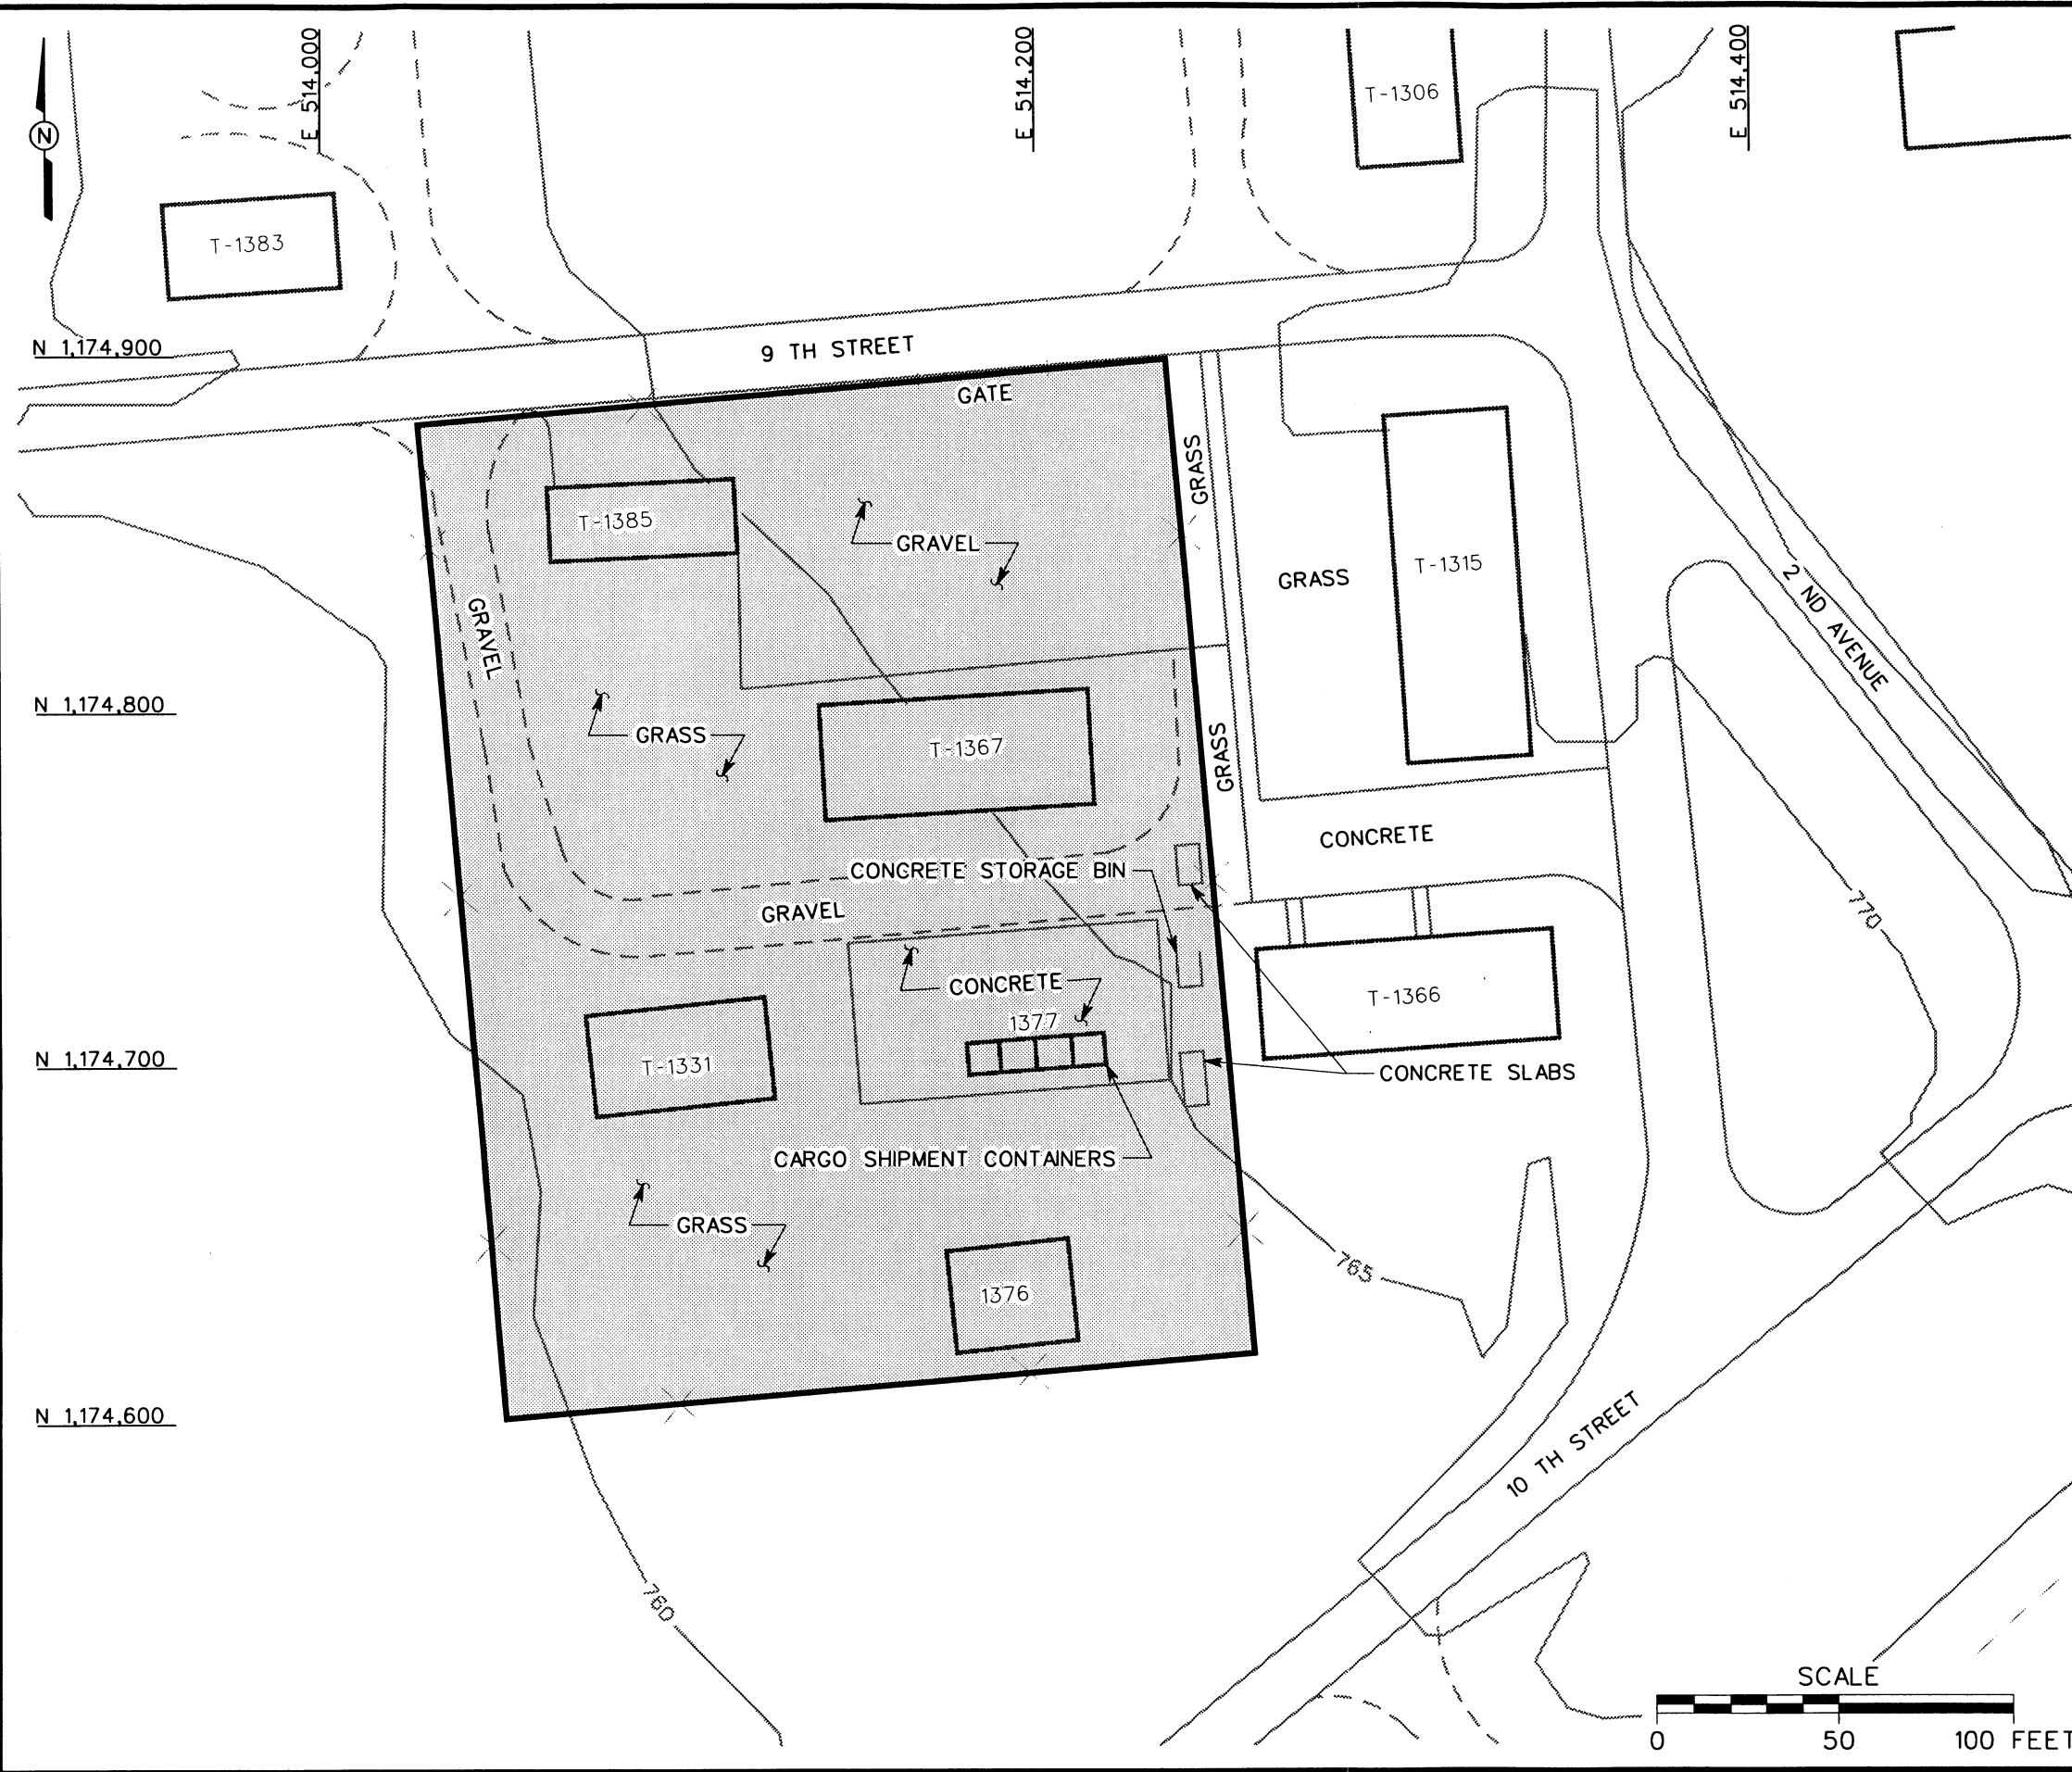 E 514,000
E 514,200
E 514,400
T-1306
N
T-1383
N 1,174,900
9 TH STREET
GATE
GRASS
T-1385
GRAVEL
GRASS
T-1315
2 ND AVENUE
GRAVEL
N 1,174,800
GRASS
T-1367
GRASS
CONCRETE
CONCRETE STORAGE BIN
GRAVEL
770
CONCRETE
T-1366
1377
N 1,174,700
T-1331
CONCRETE SLABS
CARGO SHIPMENT CONTAINERS
GRASS
765
1376
N 1,174,600
10 TH STREET
760
SCALE
0 50 100 FEET